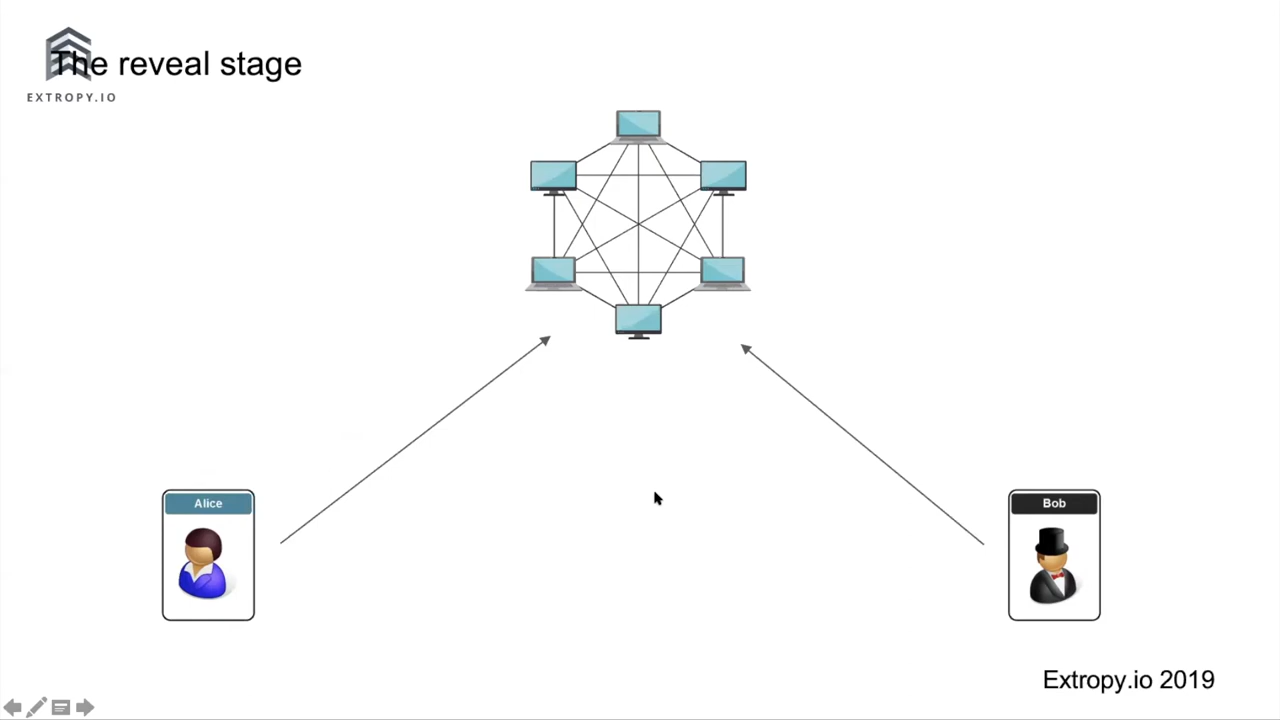 The reveal stage
EXTROPY.IO
Alice
Bob
Extropy.io 2019